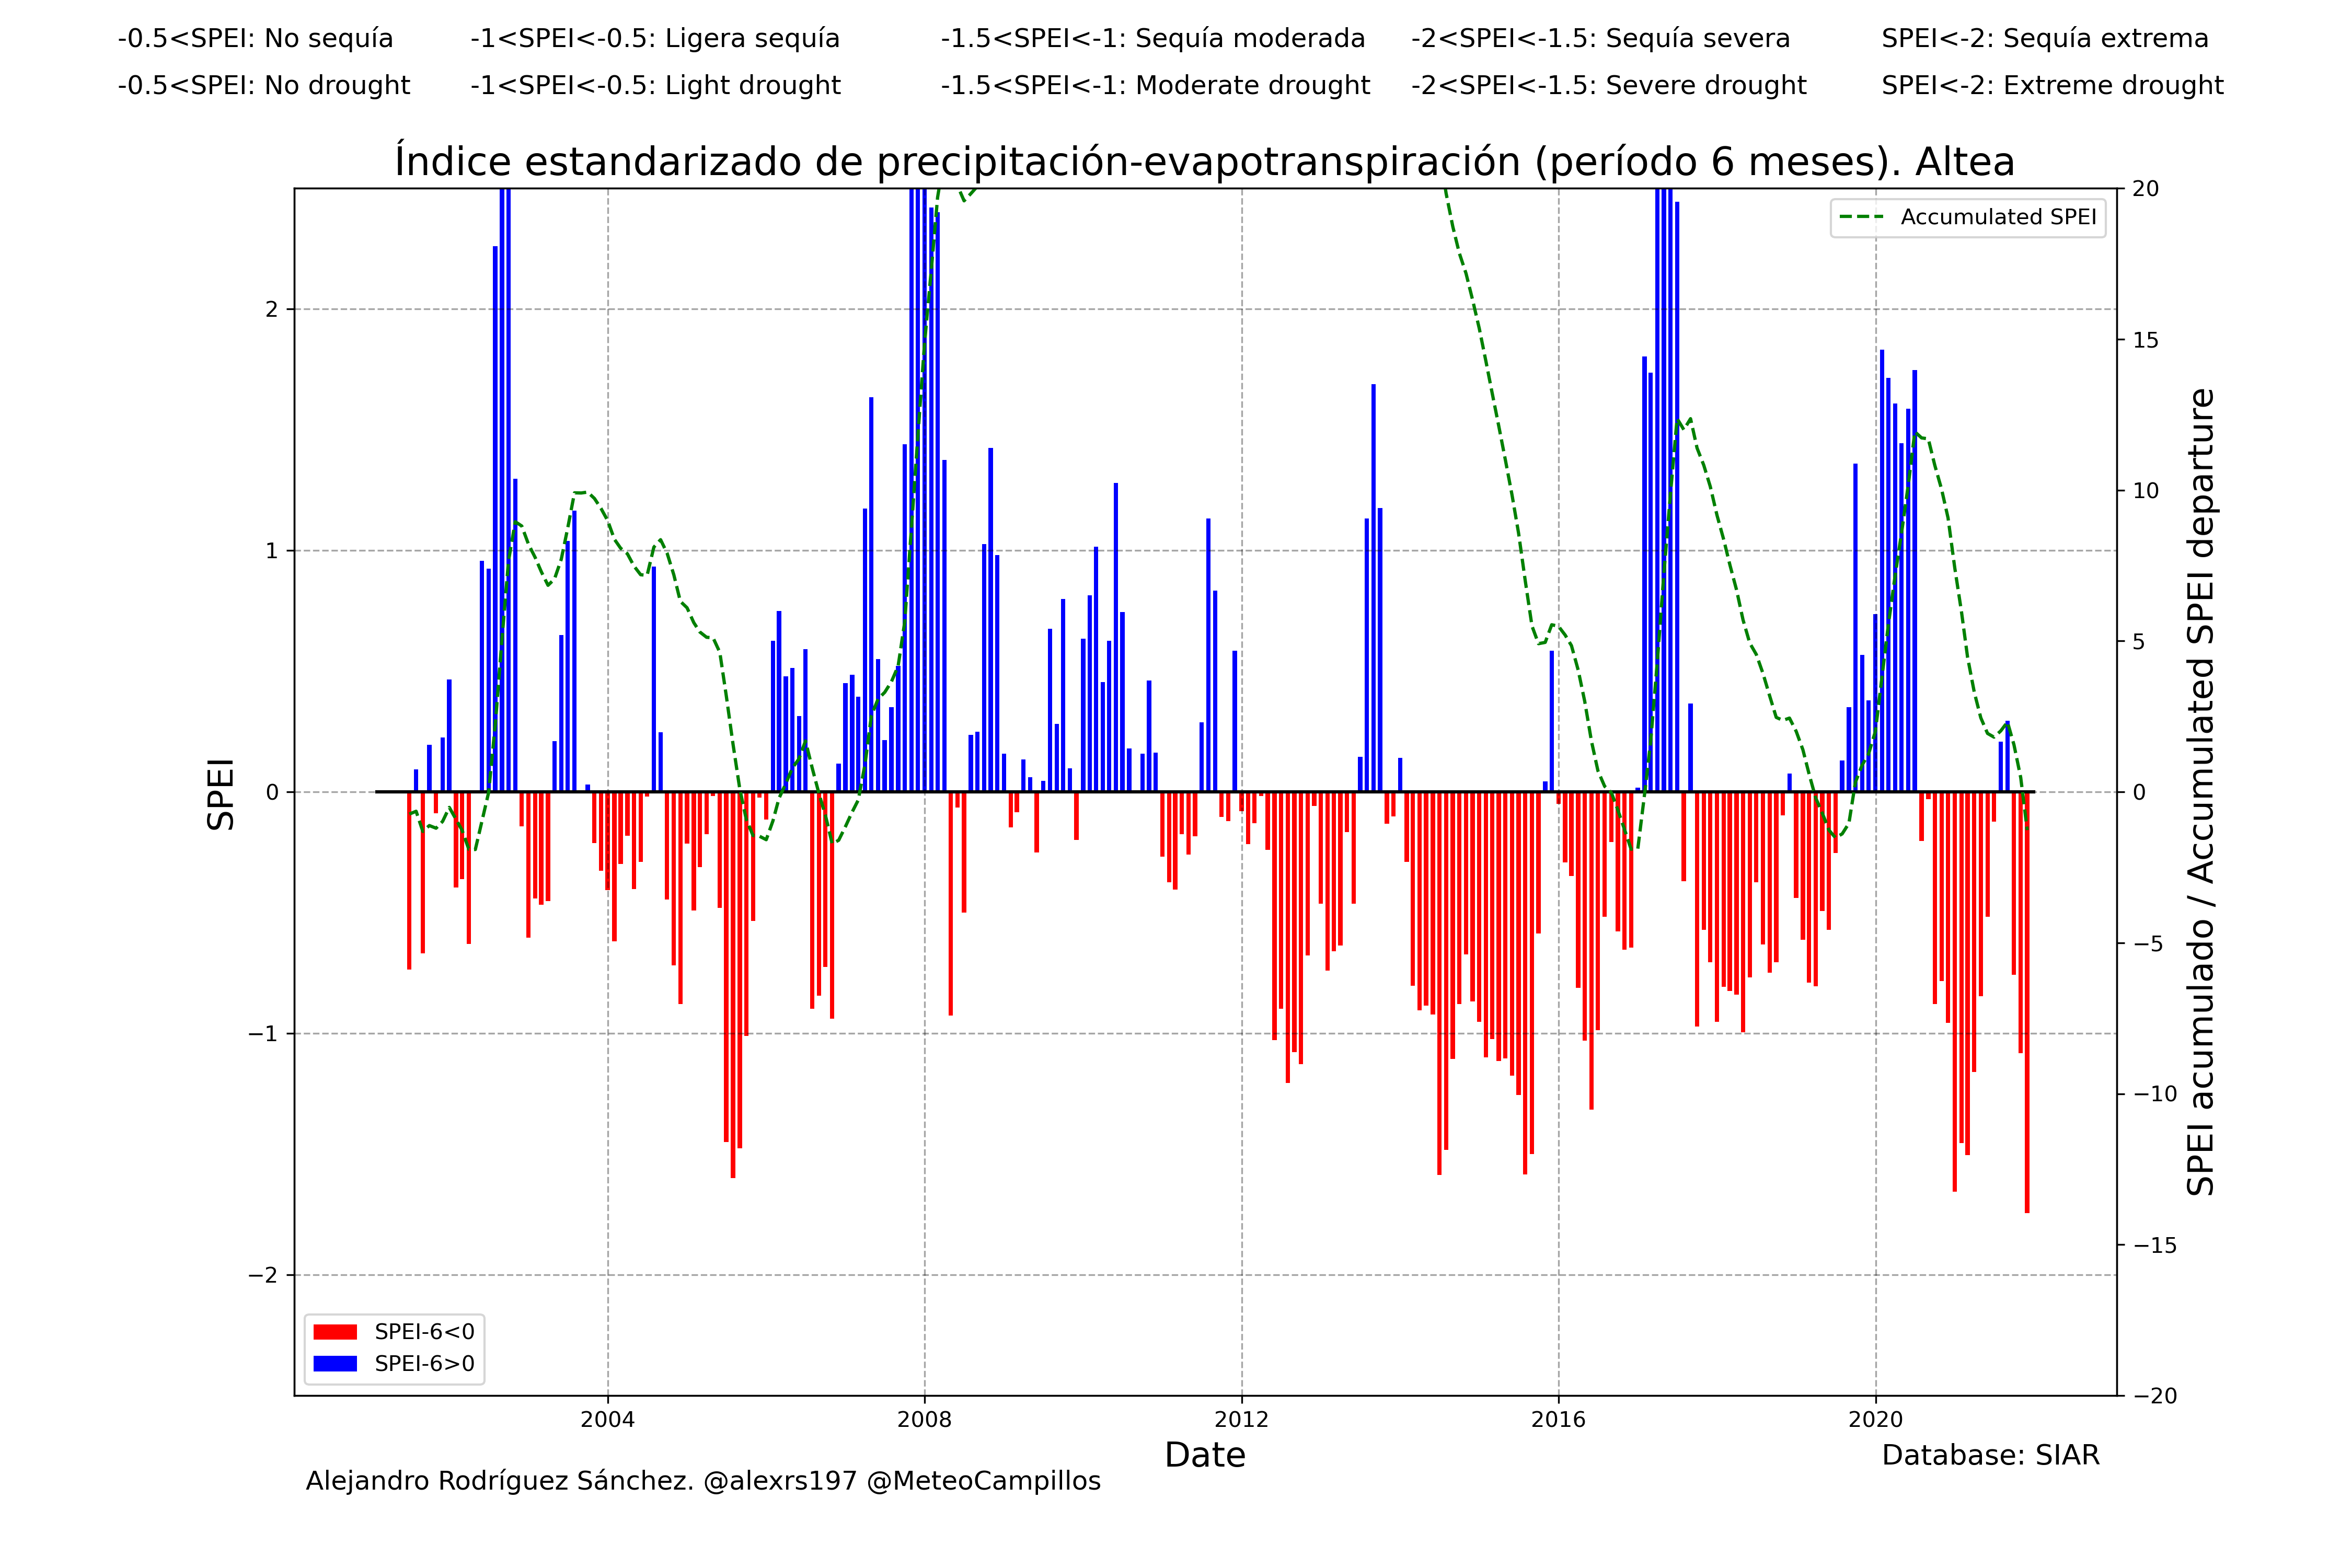 -0.5<SPEI: No sequía -1<SPEI<-0.5: Ligera sequía -1.5<SPEI<-1: Sequía moderada -2<SPEI<-1.5: Sequía severa SPEI<-2: Sequía extrema
-0.5<SPEI: No drought -1<SPEI<-0.5: Light drought -1.5<SPEI<-1: Moderate drought -2<SPEI<-1.5: Severe drought SPEI<-2: Extreme drought
Índice estandarizado de precipitación-evapotranspiración (período 6 meses). Altea
Accumulated SPEI
SPEI
2
1
0
−1
−2
20
15
10
5
0
−5
−10
−15
−20
SPEI acumulado / Accumulated SPEI departure
SPEI-6<0
SPEI-6>0
2004 2008 2012 2016 2020
Date
Database: SIAR
Alejandro Rodríguez Sánchez. @alexrs197 @MeteoCampillos